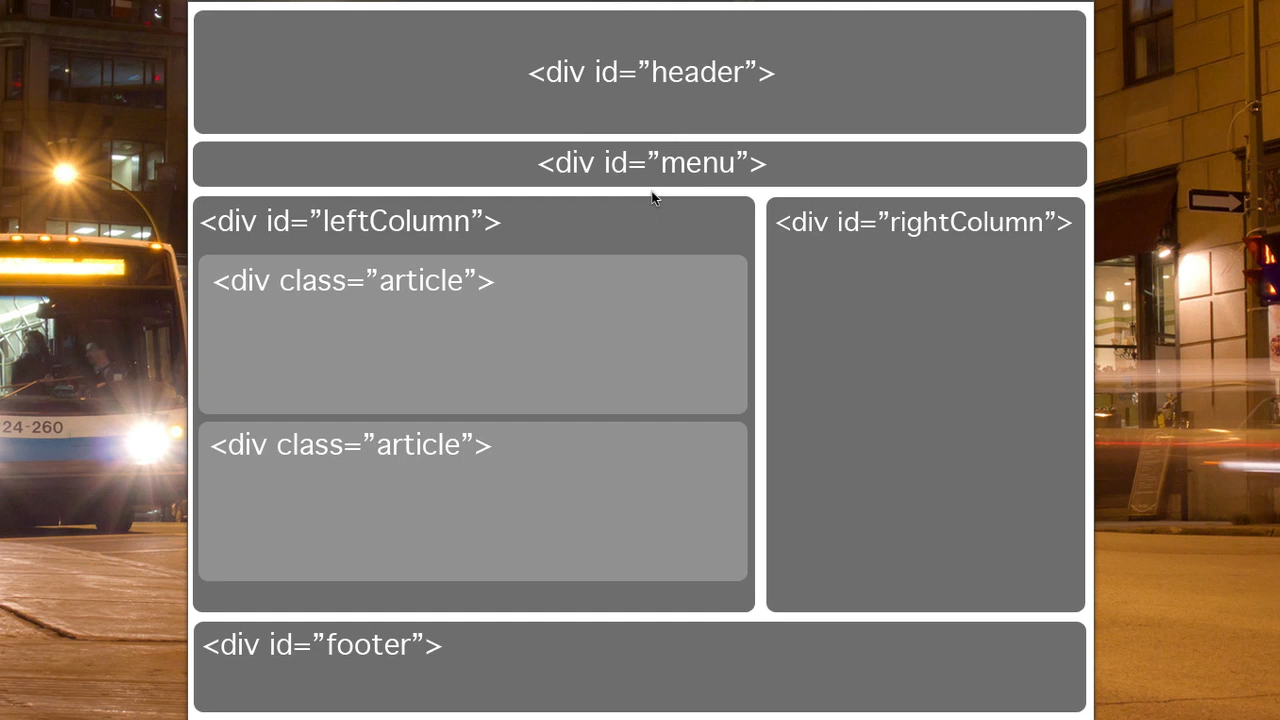 <div id=”header”>
<div id=”menu”>
<div id=”leftColumn”>
<div class=”article”>
<div class=”article”>
<div id=”rightColumn”>
<div id=”footer”>
24-260